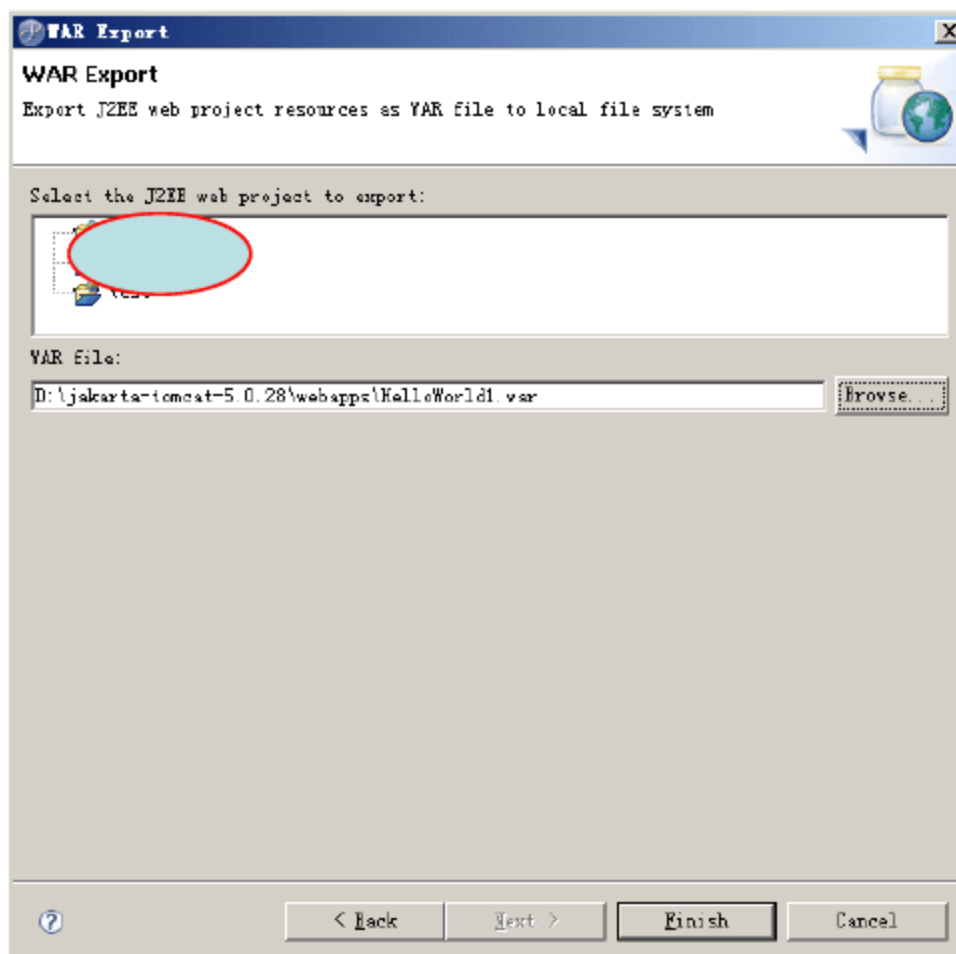 WAR Export
WAR Export
Export J2EE web project resources as WAR file to local file system
Select the J2EE web project to export:
WAR file:
D:\jakarta-tomcat-5.0.28\webapps\HelloWorld1.war
Browse...
?
< Back
Next >
Finish
Cancel